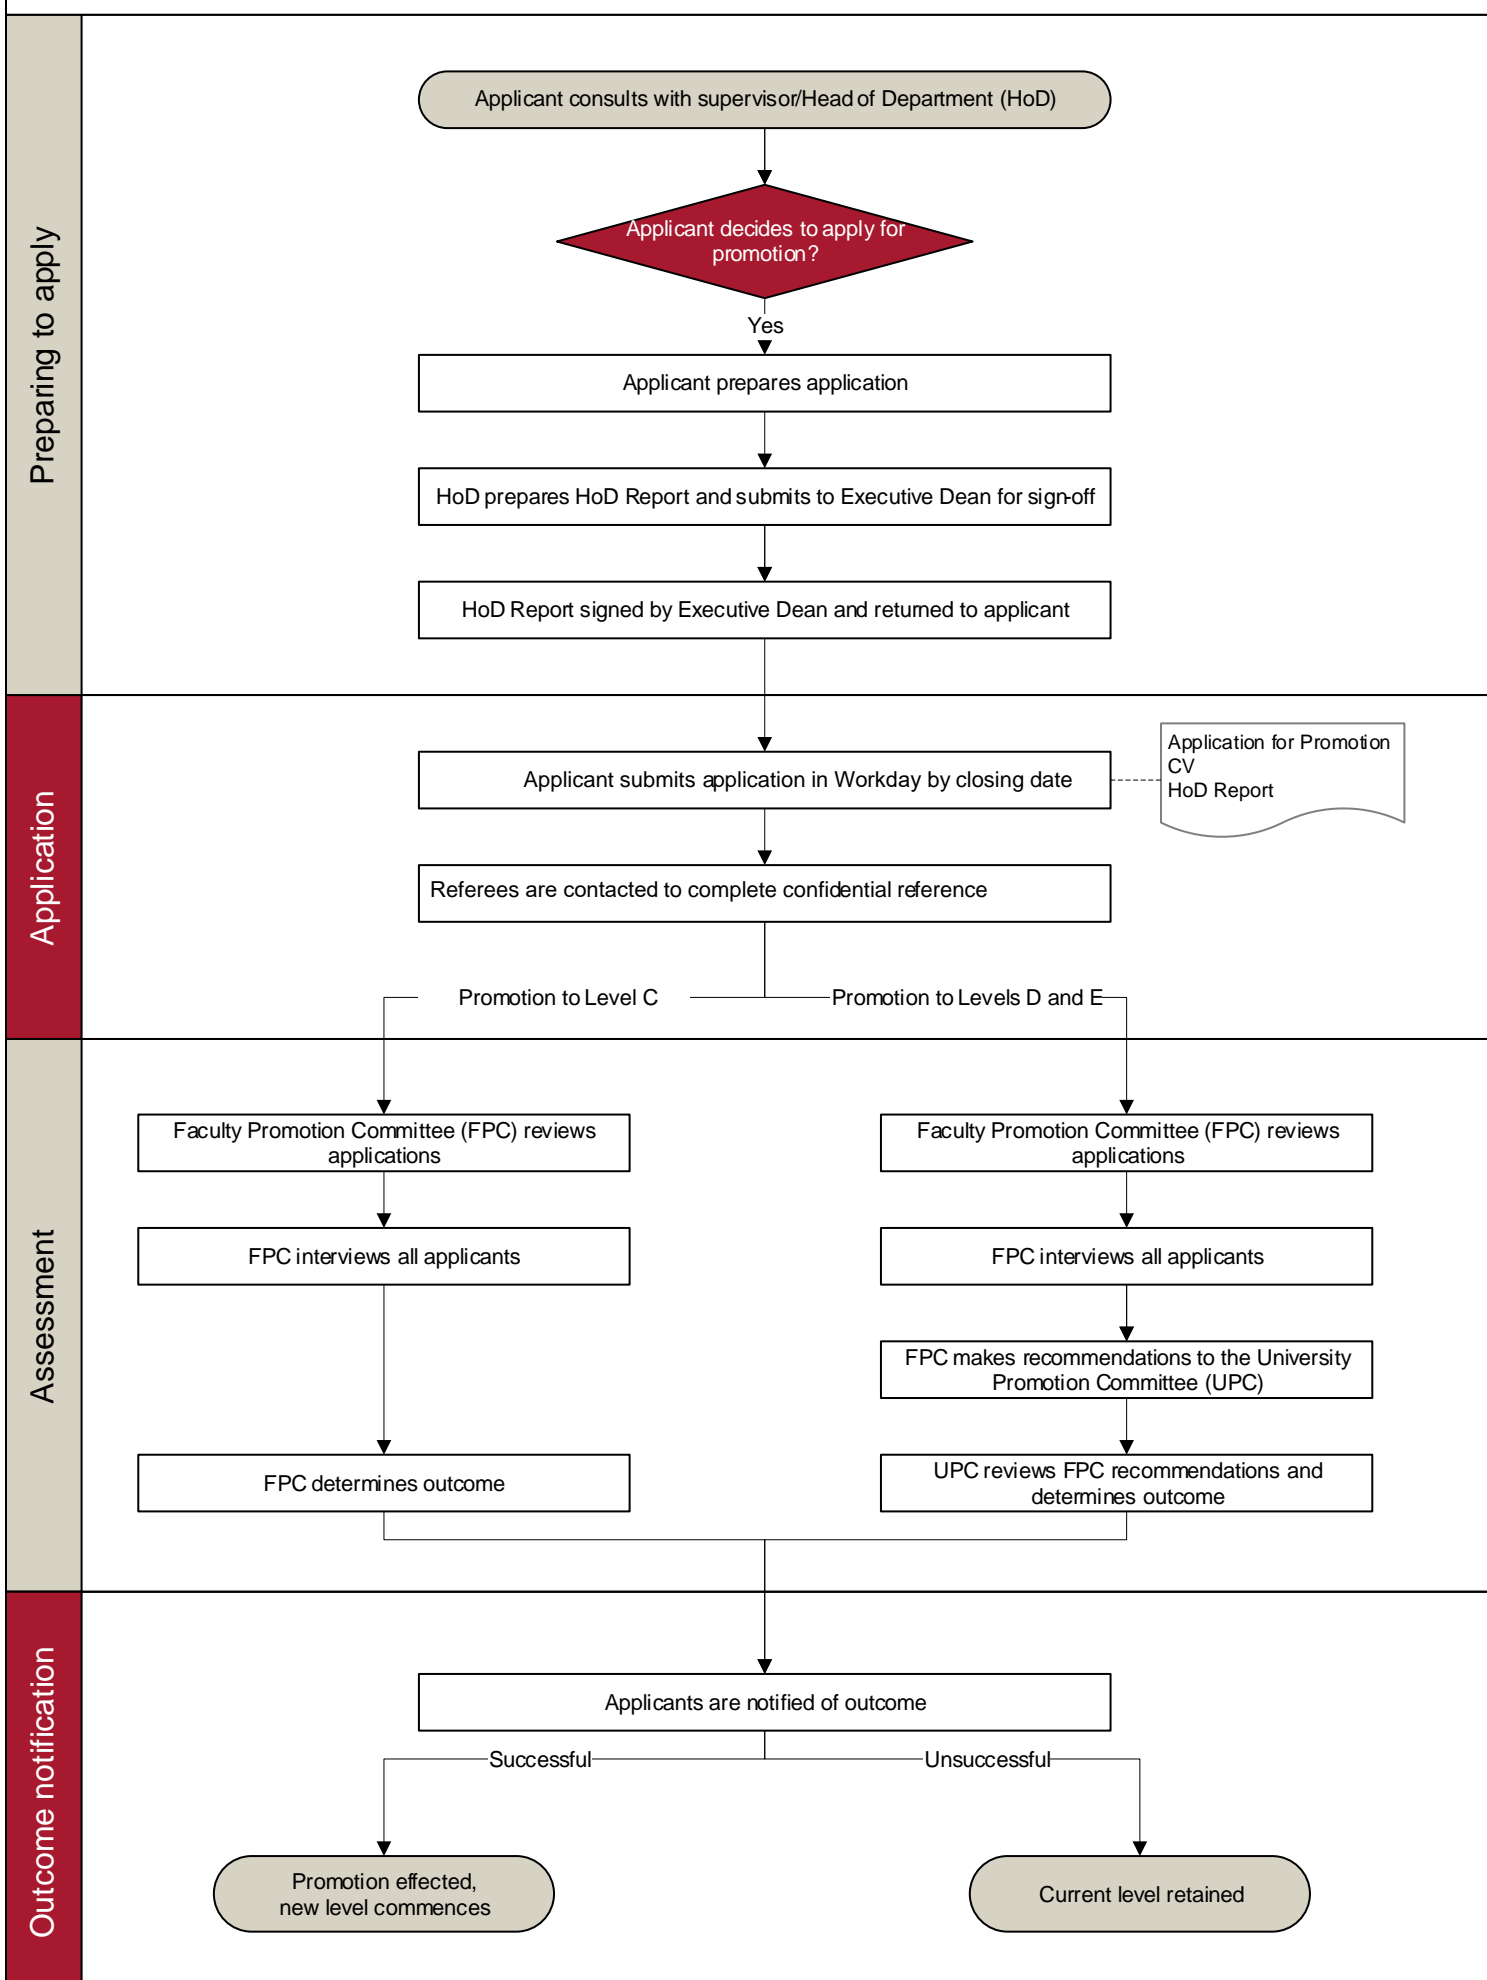 Preparing to apply
Applicant consults with supervisor/Head of Department (HoD)
Applicant decides to apply for
promotion?
Yes
Applicant prepares application
HoD prepares HoD Report and submits to Executive Dean for sign-off
HoD Report signed by Executive Dean and returned to applicant
Application
Applicant submits application in Workday by closing date
Application for Promotion
CV
HoD Report
Referees are contacted to complete confidential reference
Promotion to Level C
Promotion to Levels D and E
Assessment
Faculty Promotion Committee (FPC) reviews
applications
FPC interviews all applicants
FPC determines outcome
Faculty Promotion Committee (FPC) reviews
applications
FPC interviews all applicants
FPC makes recommendations to the University
Promotion Committee (UPC)
UPC reviews FPC recommendations and
determines outcome
Outcome notification
Applicants are notified of outcome
Successful
Unsuccessful
Promotion effected,
new level commences
Current level retained